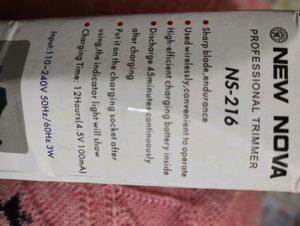 NEW NOVA
PROFESSIONAL TRIMMER
NS-216
• Sharp blade,endurance
• Used wirelessly,convenient to operate
• High-efficient charging battery inside
• Discharge 45minutes continuously
after charging
• Put it on the charging socket after
using,the indicator light will show
• Charging Time: 12Hours(4.5V 100mA)
Input:110-240V 50Hz/60Hz 3W